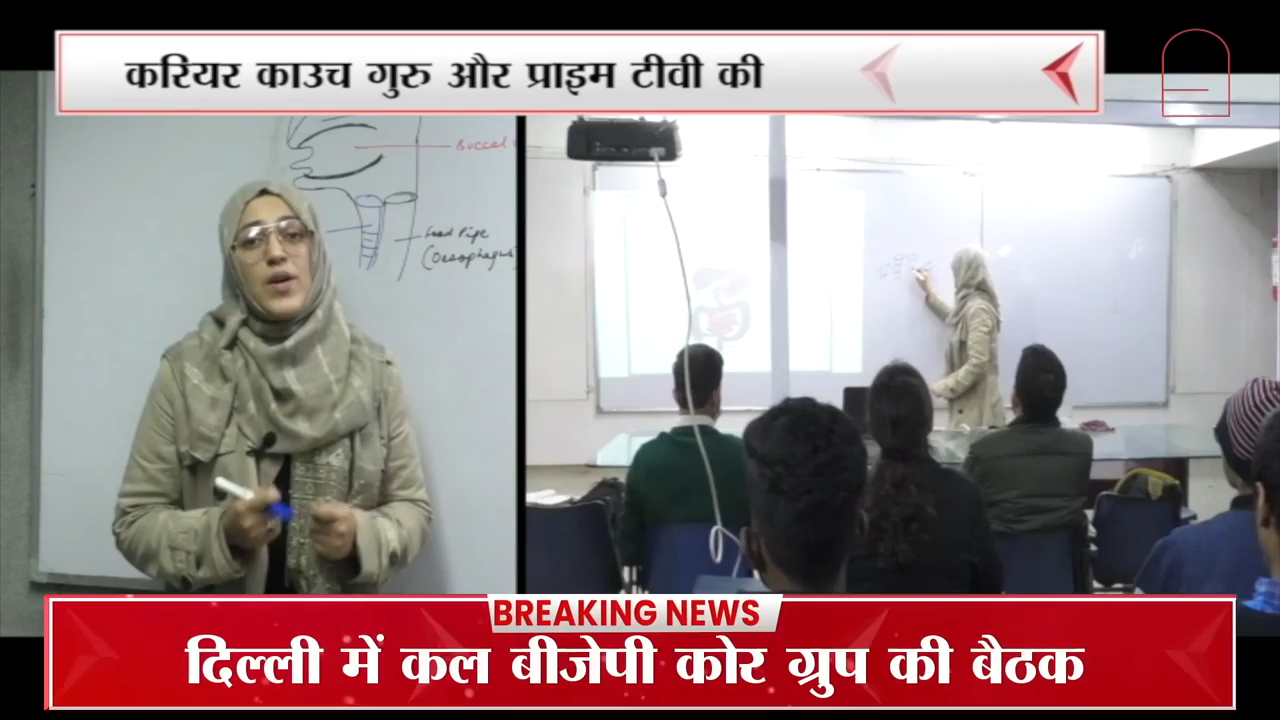 करियर काउच गुरु और प्राइम टीवी की
Buccal
food Pipe
(Oesophagus)
BREAKING NEWS
दिल्ली में कल बीजेपी कोर ग्रुप की बैठक